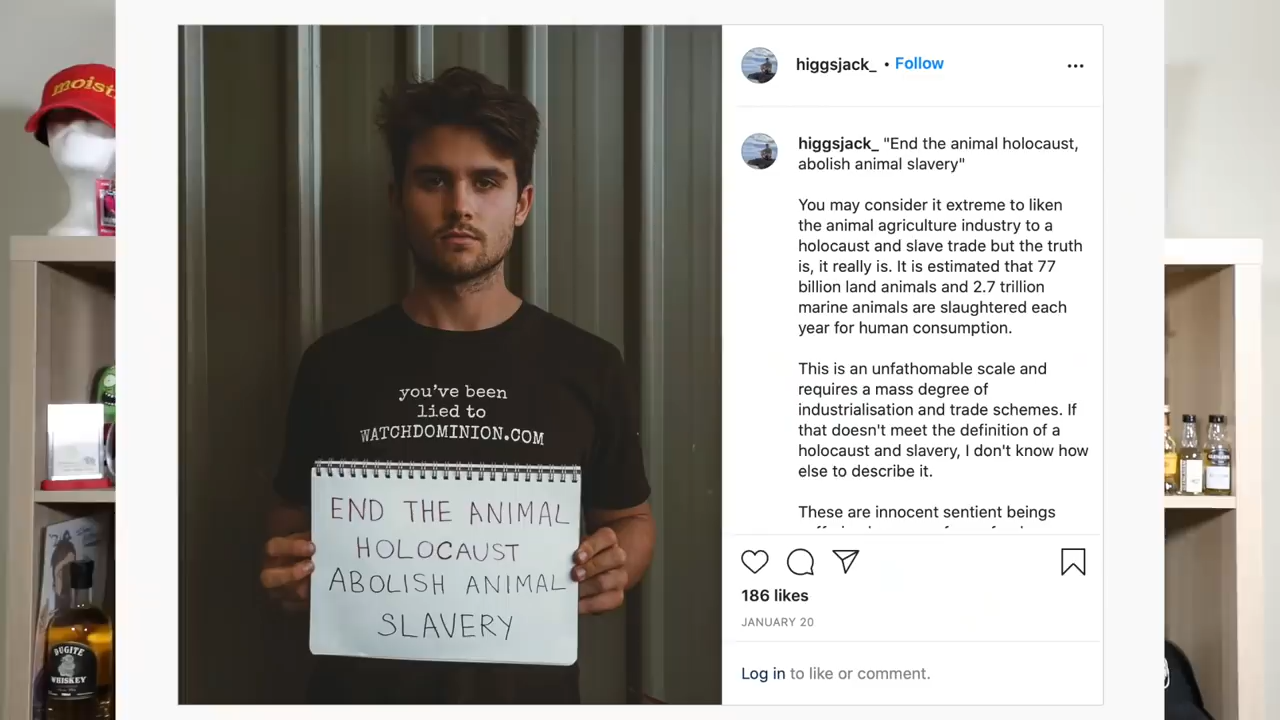 moist
you've been
lied to
WATCHDOMINION.COM
END THE ANIMAL
HOLOCAUST
ABOLISH ANIMAL
SLAVERY
higgsjack_ • Follow
higgsjack_ "End the animal holocaust,
abolish animal slavery"
You may consider it extreme to liken
the animal agriculture industry to a
holocaust and slave trade but the truth
is, it really is. It is estimated that 77
billion land animals and 2.7 trillion
marine animals are slaughtered each
year for human consumption.
This is an unfathomable scale and
requires a mass degree of
industrialisation and trade schemes. If
that doesn't meet the definition of a
holocaust and slavery, I don't know how
else to describe it.
These are innocent sentient beings
186 likes
JANUARY 20
Log in to like or comment.
DUGITE
WHISKEY